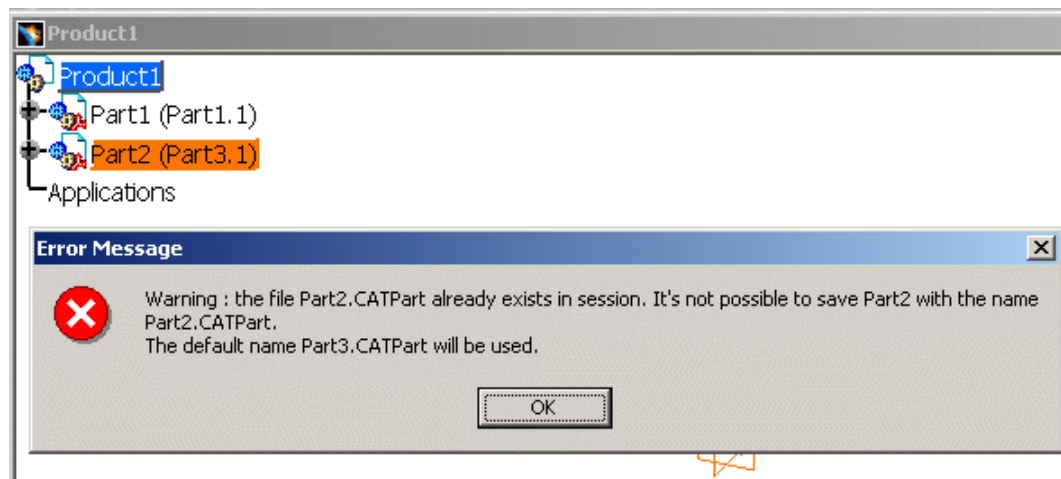 Product1
Product1
Part1 (Part1.1)
Part2 (Part3.1)
Applications
Error Message
Warning : the file Part2.CATPart already exists in session. It's not possible to save Part2 with the name
Part2.CATPart.
The default name Part3.CATPart will be used.
OK